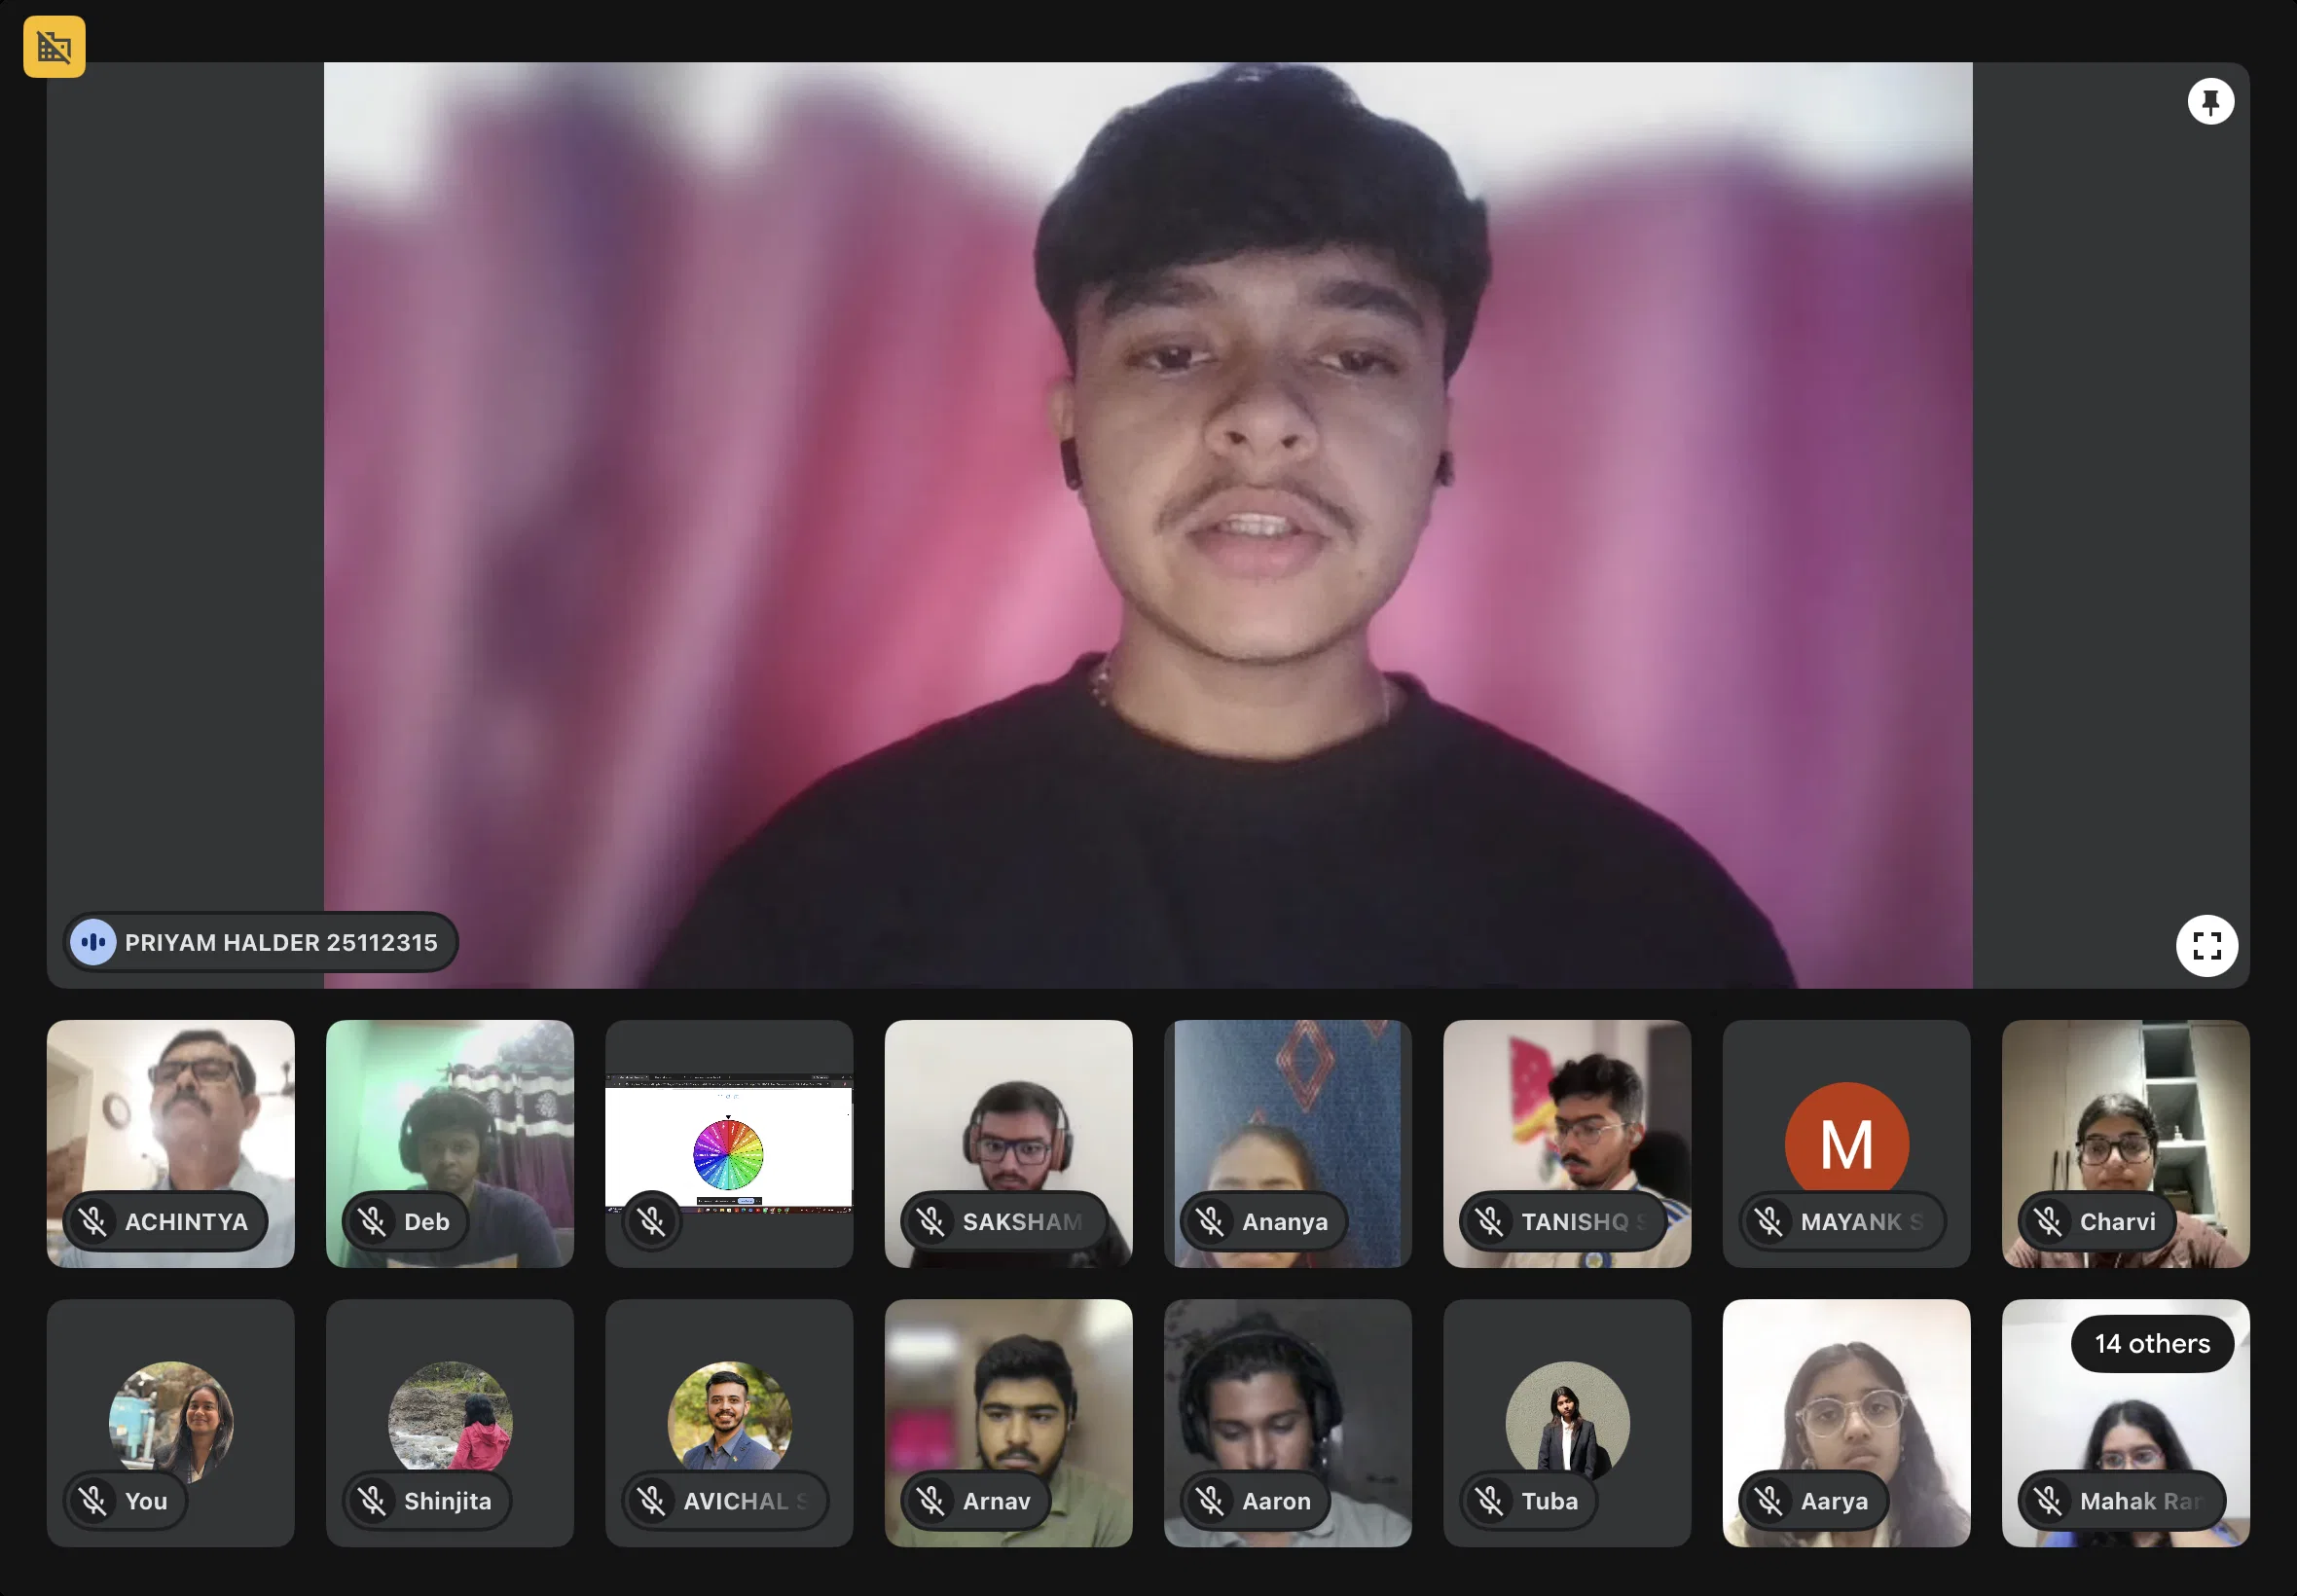 PRIYAM HALDER 25112315
ACHINTYA
Deb
SAKSHAM
Ananya
TANISHQ S
MAYANK S
M
Charvi
14 others
You
Shinjita
AVICHAL S
Arnav
Aaron
Tuba
Aarya
Mahak Ran